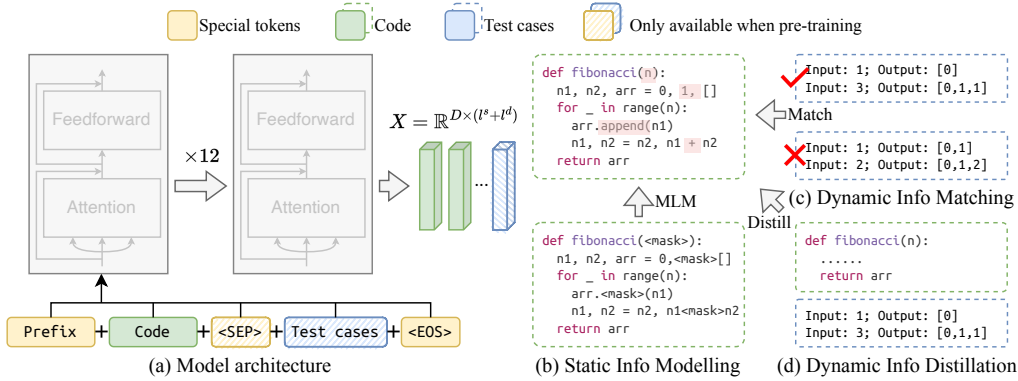 Special tokens
Code
Test cases
Only available when pre-training
Feedforward
Attention
×12
Feedforward
Attention
X = ℝ^{D×(l^s+l^d)}
...
Prefix + Code + <SEP> + Test cases + <EOS>
(a) Model architecture
def fibonacci(n):
n1, n2, arr = 0, 1, []
for _ in range(n):
arr.append(n1)
n1, n2 = n2, n1 + n2
return arr
MLM
def fibonacci(<mask>):
n1, n2, arr = 0,<mask>[]
for _ in range(n):
arr.<mask>(n1)
n1, n2 = n2, n1<mask>n2
return arr
(b) Static Info Modelling
Input: 1; Output: [0]
Input: 3; Output: [0,1,1]
Match
Input: 1; Output: [0,1]
Input: 2; Output: [0,1,2]
(c) Dynamic Info Matching
Distill
def fibonacci(n):
......
return arr
Input: 1; Output: [0]
Input: 3; Output: [0,1,1]
(d) Dynamic Info Distillation